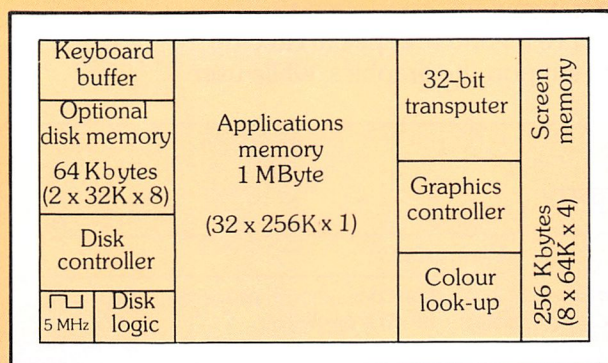 Keyboard
buffer
Optional
disk memory
64 Kbytes
(2 x 32K x 8)
Disk
controller
5 MHz
Disk
logic
Applications
memory
1 MByte
(32 x 256K x 1)
32-bit
transputer
Graphics
controller
Colour
look-up
Screen
memory
256 Kbytes
(8 x 64K x 4)